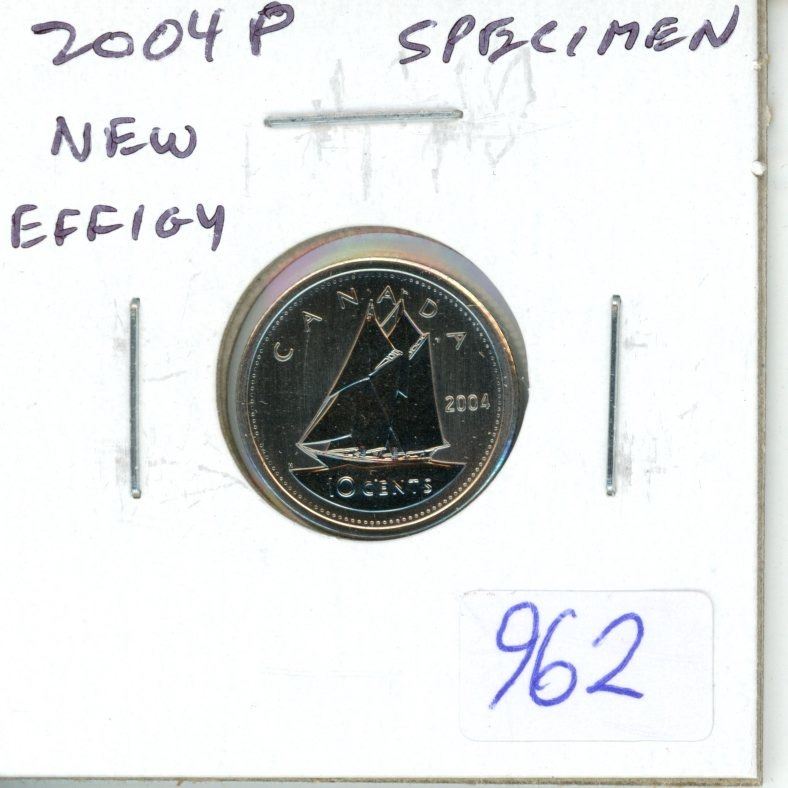 2004 P SPECIMEN
NEW
EFFIGY
CANADA
2004
10 CENTS
962